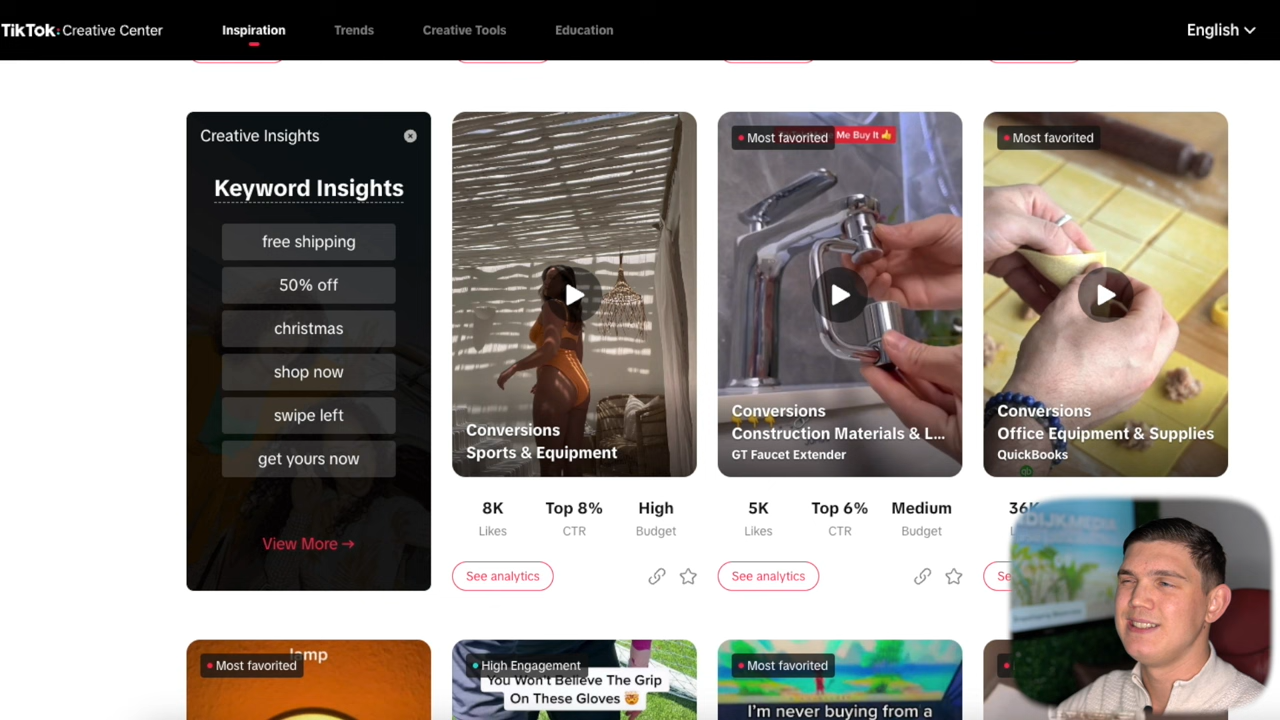 TikTok: Creative Center
Inspiration
Trends
Creative Tools
Education
English
Creative Insights
Keyword Insights
free shipping
50% off
christmas
shop now
swipe left
get yours now
View More →
Conversions
Sports & Equipment
8K
Top 8%
High
Likes
CTR
Budget
See analytics
Most favorited
Me Buy It 👍
Conversions
Construction Materials & L...
GT Faucet Extender
5K
Top 6%
Medium
Likes
CTR
Budget
See analytics
Most favorited
Conversions
Office Equipment & Supplies
QuickBooks
36K
Most favorited
lamp
High Engagement
You Won't Believe The Grip
On These Gloves 🤯
Most favorited
I'm never buying from a